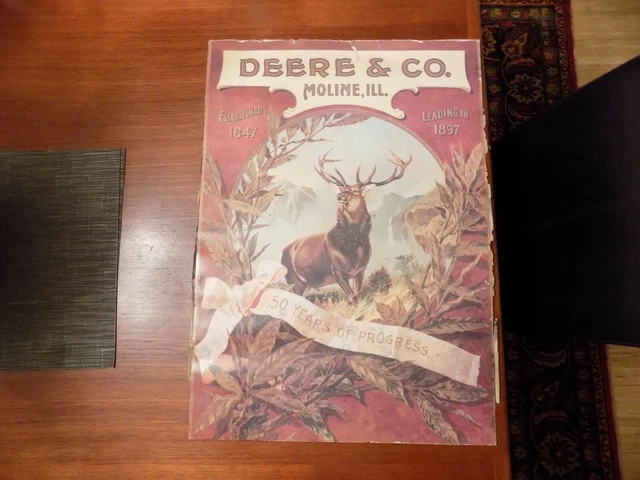 DEERE & CO.
MOLINE, ILL.
ESTABLISHED
1847
LEADING IN
1897
50 YEARS OF PROGRESS